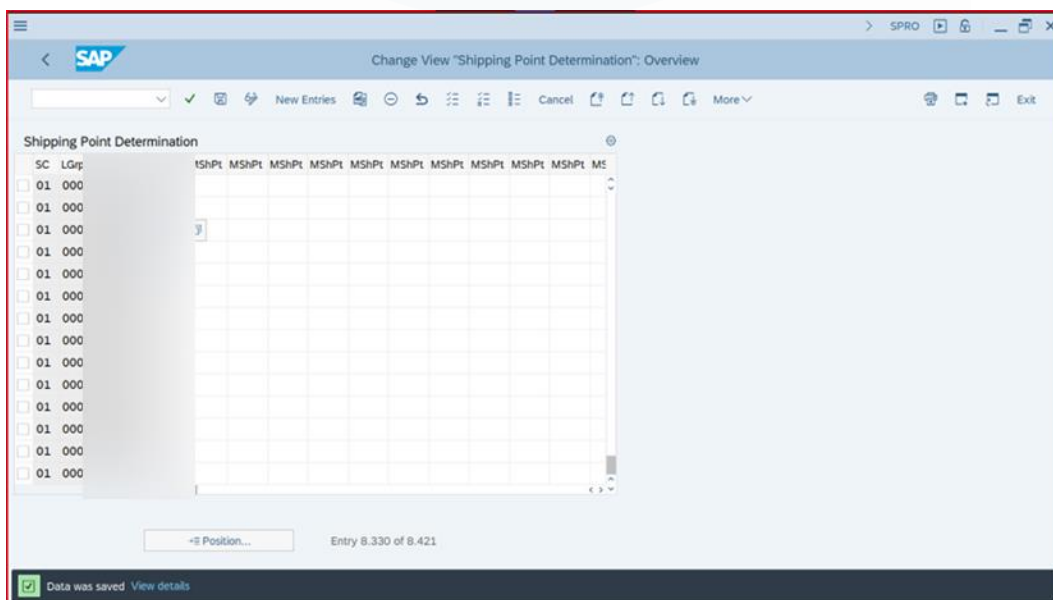 SPRO
SAP
Change View "Shipping Point Determination": Overview
New Entries Cancel More Exit
Shipping Point Determination
SC LGrp MShPt MShPt MShPt MShPt MShPt MShPt MShPt MShPt MShPt
01 000
01 000
01 000
01 000
01 000
01 000
01 000
01 000
01 000
01 000
01 000
01 000
01 000
01 000
Position... Entry 8.330 of 8.421
Data was saved View details